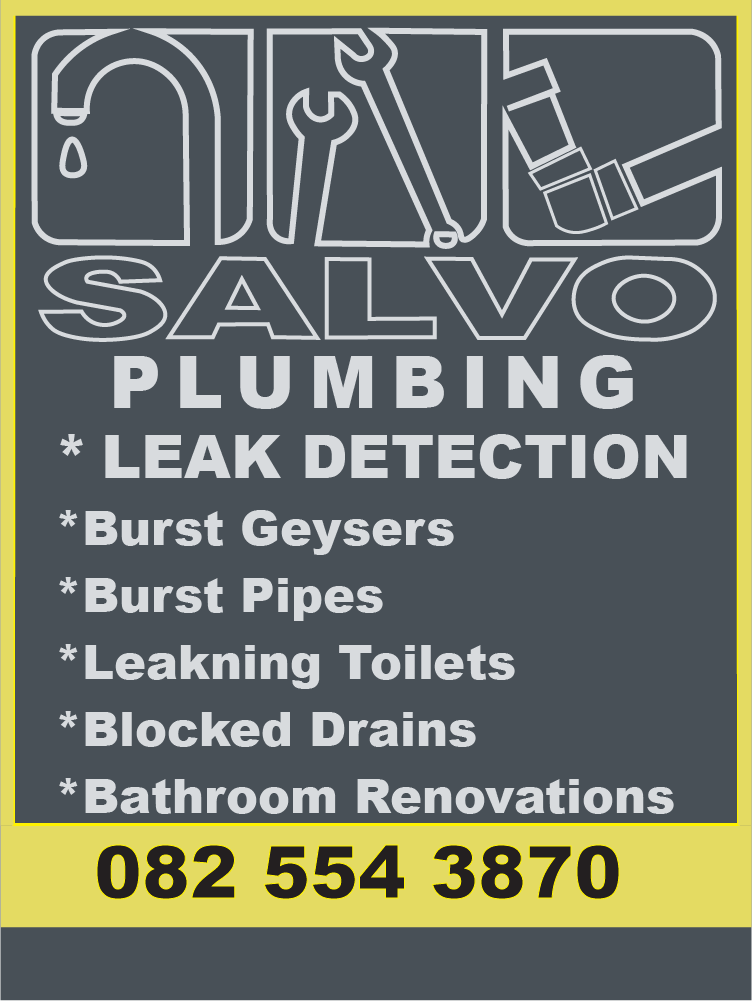 SALVO
PLUMBING
* LEAK DETECTION
*Burst Geysers
*Burst Pipes
*Leakning Toilets
*Blocked Drains
*Bathroom Renovations
082 554 3870